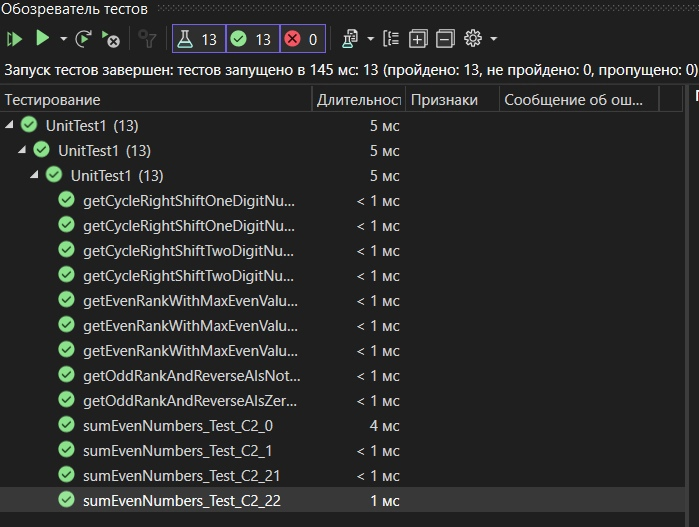 Обозреватель тестов
13 13 0
Запуск тестов завершен: тестов запущено в 145 мс: 13 (пройдено: 13, не пройдено: 0, пропущено: 0)
Тестирование Длительност Признаки Сообщение об ош...
UnitTest1 (13) 5 мс
UnitTest1 (13) 5 мс
UnitTest1 (13) 5 мс
getCycleRightShiftOneDigitNu... < 1 мс
getCycleRightShiftOneDigitNu... < 1 мс
getCycleRightShiftTwoDigitNu... < 1 мс
getCycleRightShiftTwoDigitNu... < 1 мс
getEvenRankWithMaxEvenValu... < 1 мс
getEvenRankWithMaxEvenValu... < 1 мс
getEvenRankWithMaxEvenValu... < 1 мс
getOddRankAndReverseAIsNot... < 1 мс
getOddRankAndReverseAIsZer... < 1 мс
sumEvenNumbers_Test_C2_0 4 мс
sumEvenNumbers_Test_C2_1 < 1 мс
sumEvenNumbers_Test_C2_21 < 1 мс
sumEvenNumbers_Test_C2_22 1 мс